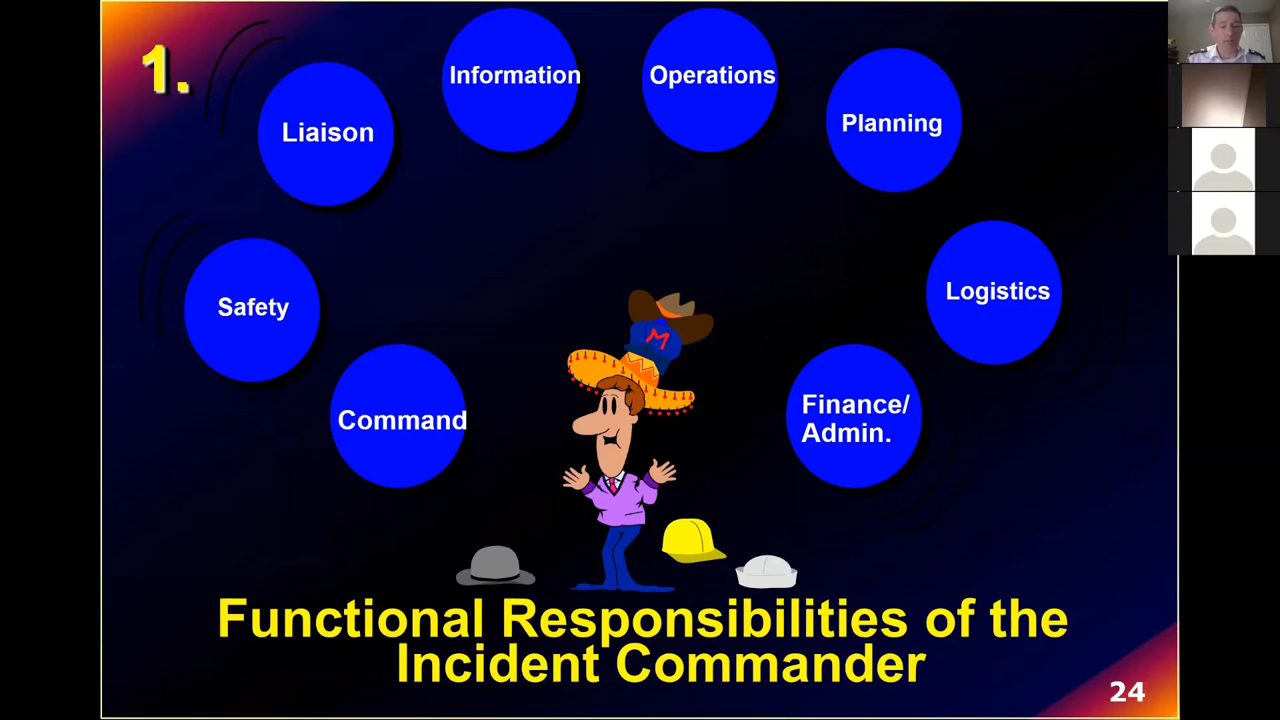 1.
Information
Operations
Liaison
Planning
Safety
Logistics
Command
Finance/
Admin.
M
Functional Responsibilities of the
Incident Commander
24